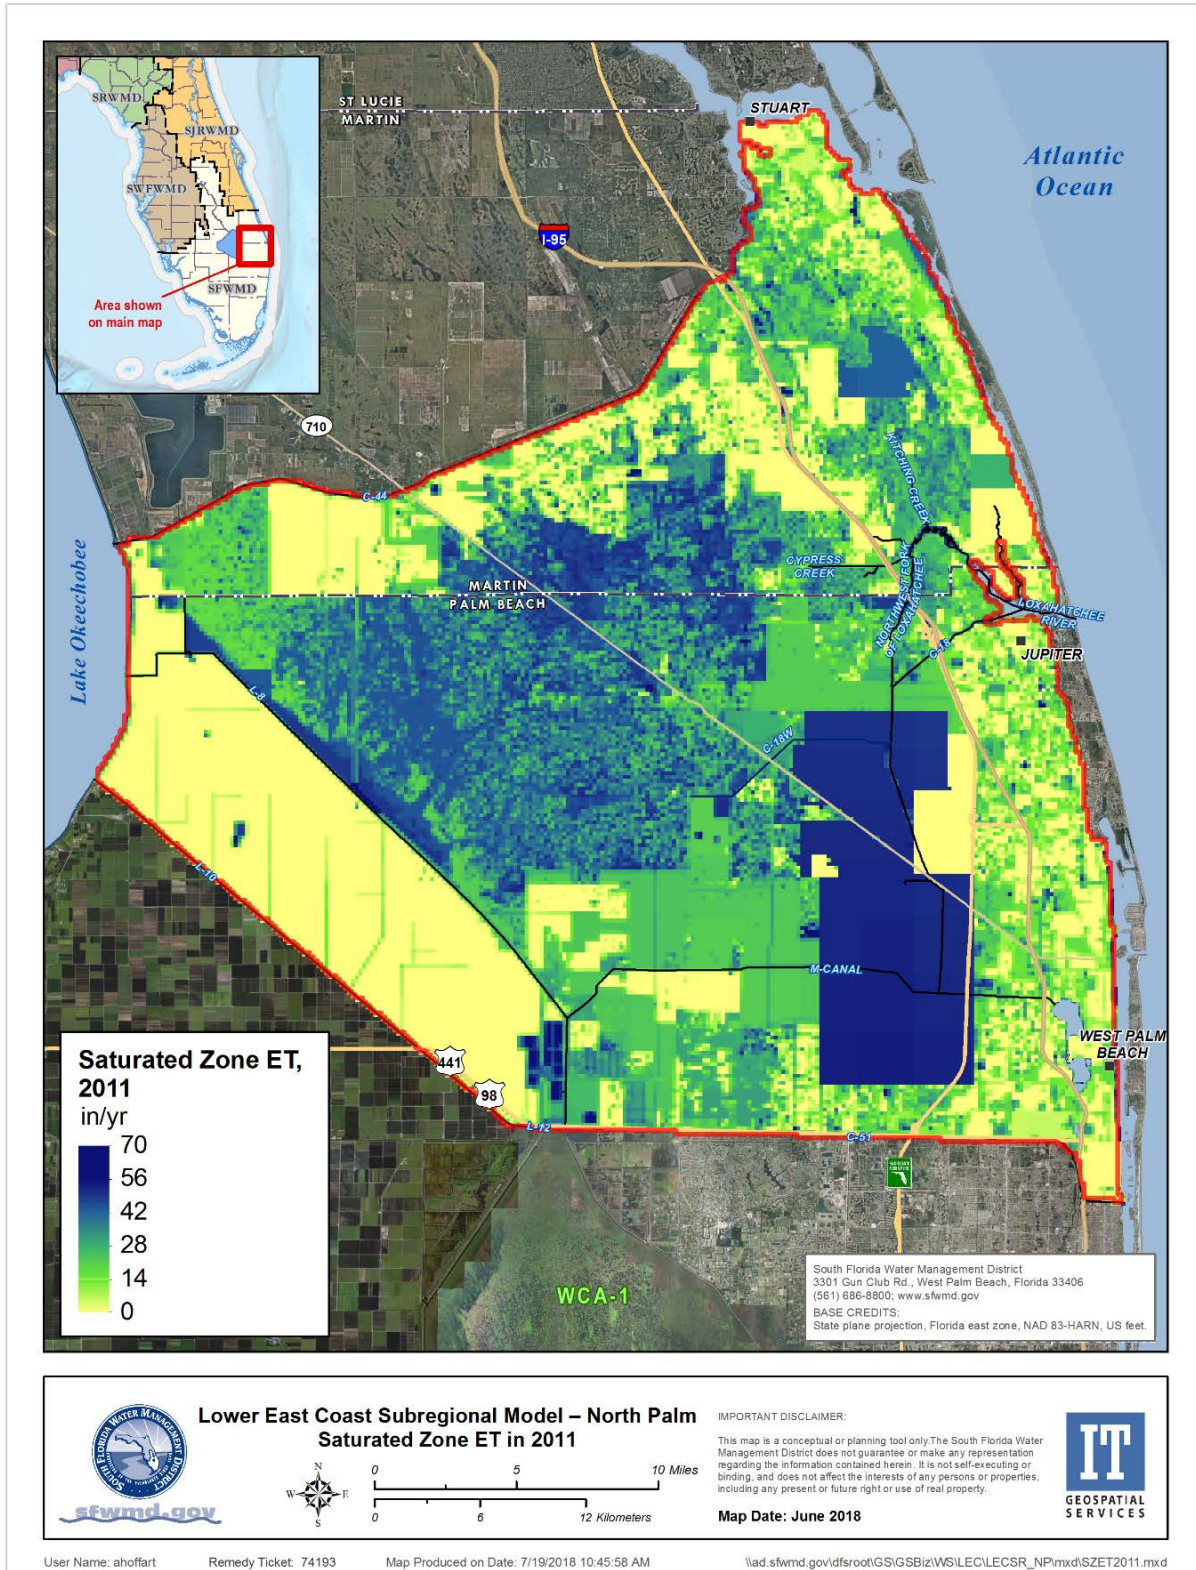 SRWMD
SJRWMD
SWFWMD
SFWMD
Area shown
on main map
ST LUCIE
MARTIN
STUART
Atlantic
Ocean
I-95
710
C-44
Lake Okeechobee
KITCHING CREEK
CYPRESS
CREEK
NORTHWEST FORK
OF LOXAHATCHEE
MARTIN
PALM BEACH
LOXAHATCHEE
RIVER
C-18
JUPITER
L-8
C-18W
L-10
M-CANAL
WEST PALM
BEACH
441
98
L-12
C-51
WCA-1
Saturated Zone ET,
2011
in/yr
70
56
42
28
14
0
South Florida Water Management District
3301 Gun Club Rd., West Palm Beach, Florida 33406
(561) 686-8800; www.sfwmd.gov
BASE CREDITS:
State plane projection, Florida east zone, NAD 83-HARN, US feet.
SOUTH FLORIDA WATER MANAGEMENT DISTRICT
sfwmd.gov
Lower East Coast Subregional Model – North Palm
Saturated Zone ET in 2011
N
W E
S
0 5 10 Miles
0 6 12 Kilometers
IMPORTANT DISCLAIMER:
This map is a conceptual or planning tool only.The South Florida Water
Management District does not guarantee or make any representation
regarding the information contained herein. It is not self-executing or
binding, and does not affect the interests of any persons or properties,
including any present or future right or use of real property.
Map Date: June 2018
IT
GEOSPATIAL
SERVICES
User Name: ahoffart Remedy Ticket: 74193 Map Produced on Date: 7/19/2018 10:45:58 AM \\ad.sfwmd.gov\dfsroot\GS\GSBiz\WS\LEC\LECSR_NP\mxd\SZET2011.mxd